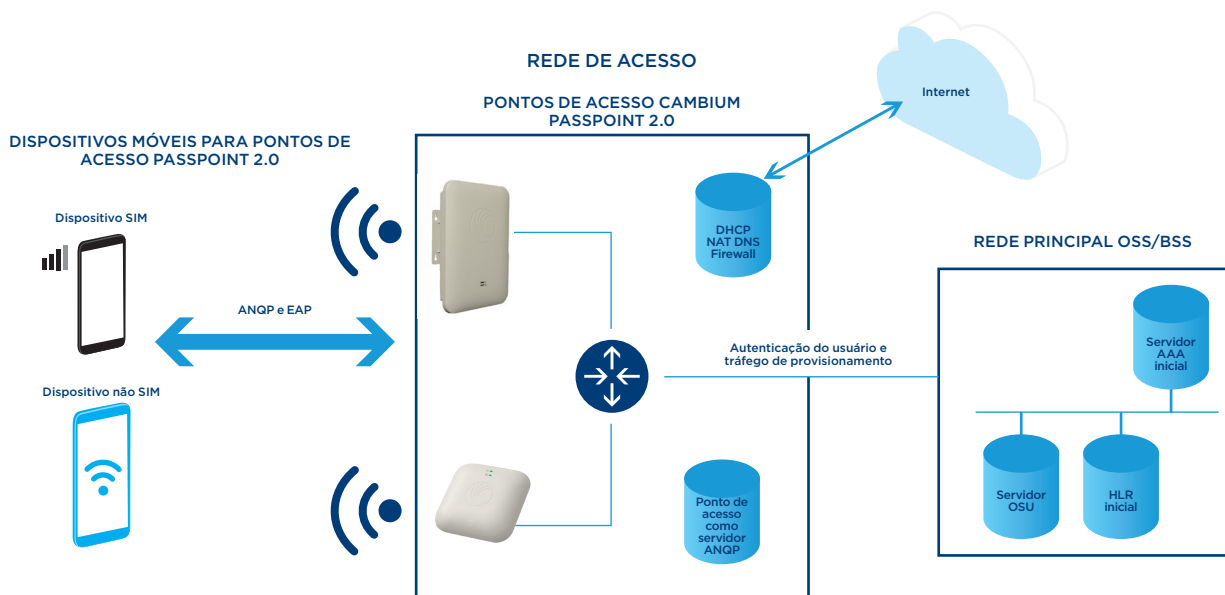 REDE DE ACESSO
PONTOS DE ACESSO CAMBIUM
PASSPOINT 2.0
Internet
DISPOSITIVOS MÓVEIS PARA PONTOS DE
ACESSO PASSPOINT 2.0
Dispositivo SIM
DHCP
NAT DNS
Firewall
REDE PRINCIPAL OSS/BSS
ANQP e EAP
Autenticação do usuário e
tráfego de provisionamento
Servidor
AAA
inicial
Dispositivo não SIM
Ponto de
acesso
como
servidor
ANQP
Servidor
OSU
HLR
inicial